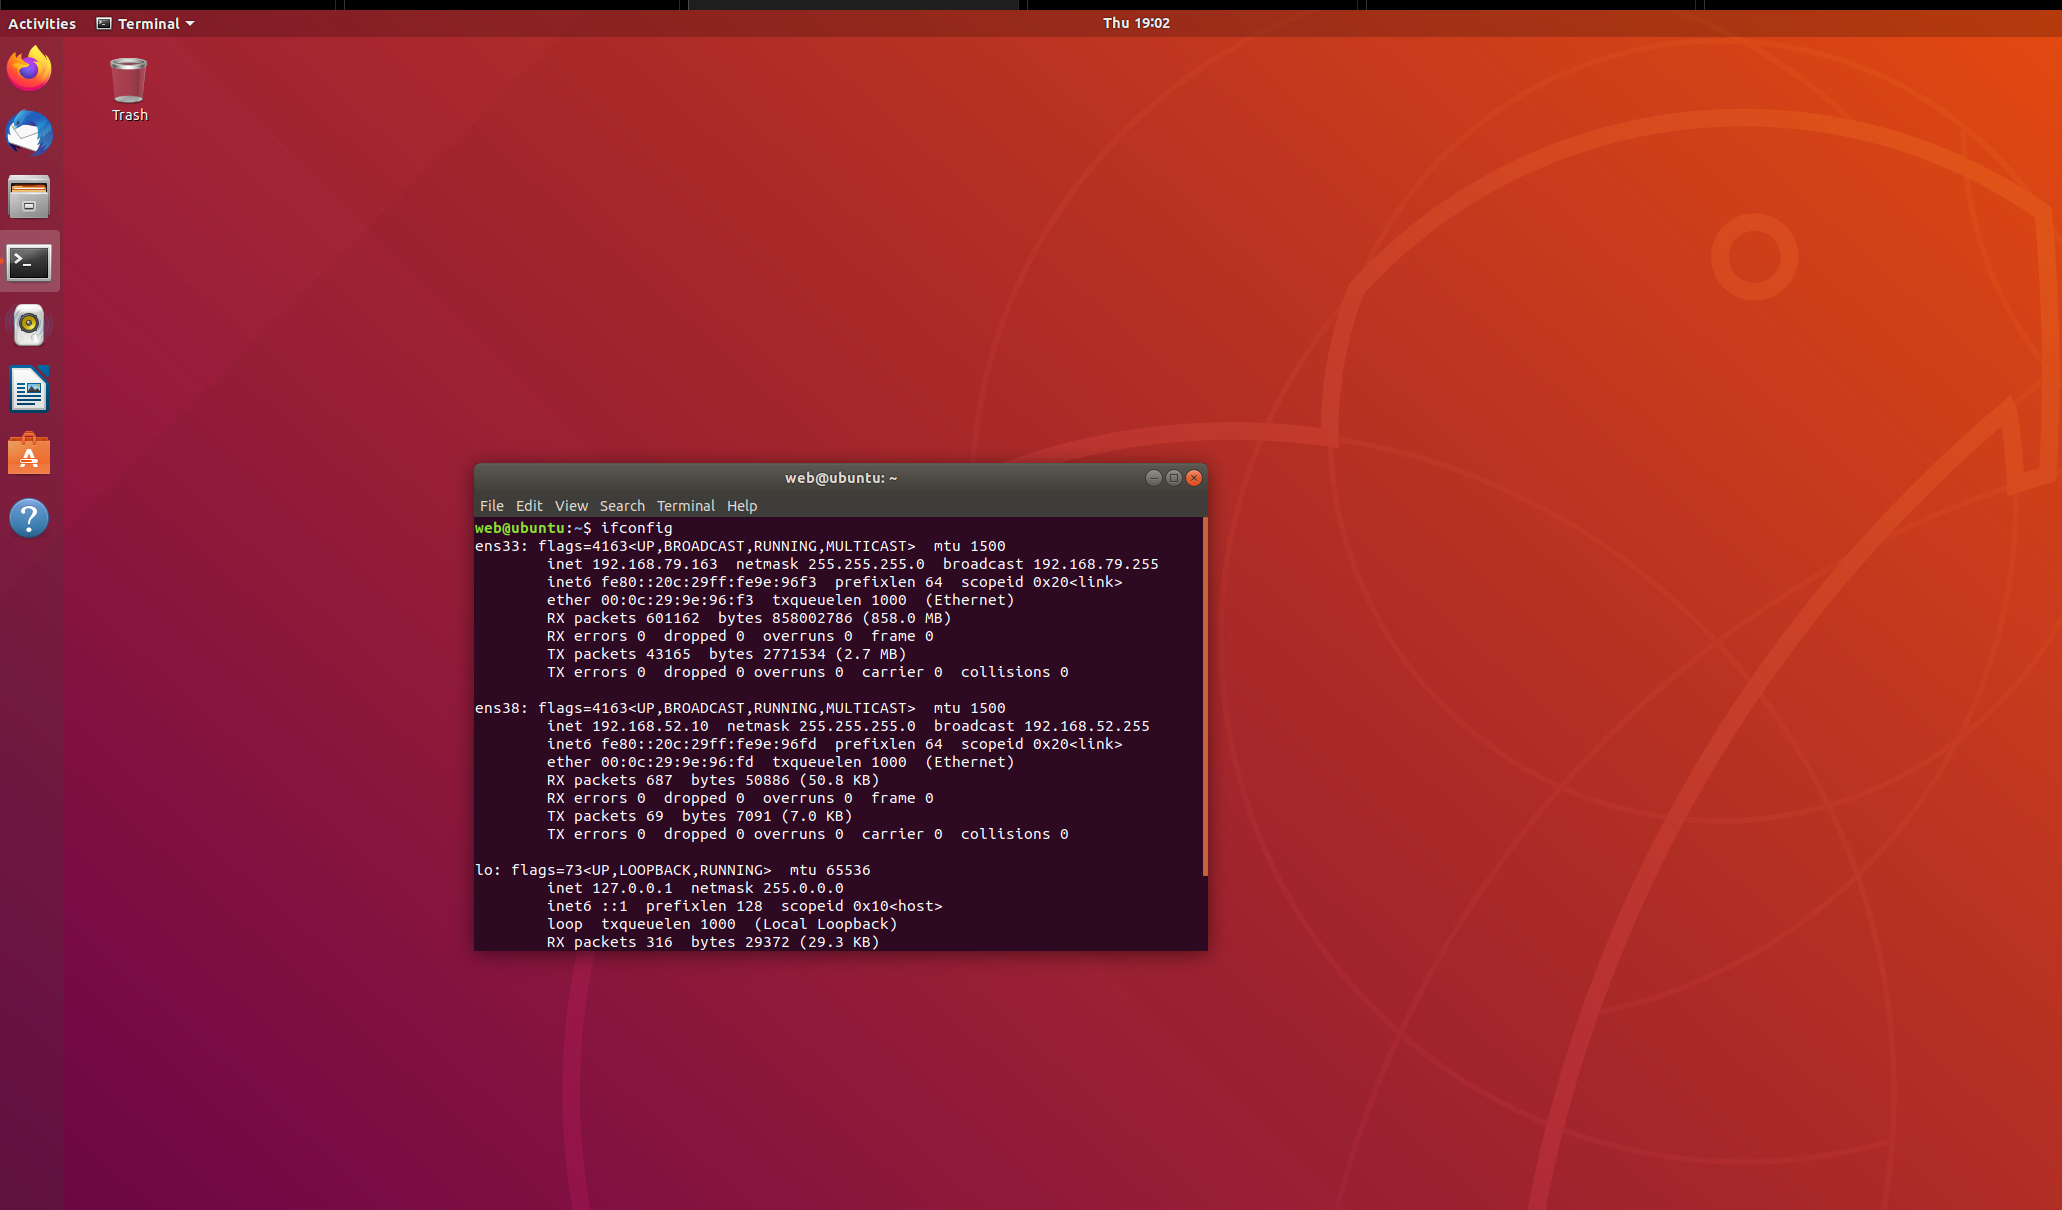 Activities Terminal Thu 19:02
Trash
web@ubuntu: ~
File Edit View Search Terminal Help
web@ubuntu:~$ ifconfig
ens33: flags=4163<UP,BROADCAST,RUNNING,MULTICAST>  mtu 1500
        inet 192.168.79.163  netmask 255.255.255.0  broadcast 192.168.79.255
        inet6 fe80::20c:29ff:fe9e:96f3  prefixlen 64  scopeid 0x20<link>
        ether 00:0c:29:9e:96:f3  txqueuelen 1000  (Ethernet)
        RX packets 601162  bytes 858002786 (858.0 MB)
        RX errors 0  dropped 0  overruns 0  frame 0
        TX packets 43165  bytes 2771534 (2.7 MB)
        TX errors 0  dropped 0 overruns 0  carrier 0  collisions 0

ens38: flags=4163<UP,BROADCAST,RUNNING,MULTICAST>  mtu 1500
        inet 192.168.52.10  netmask 255.255.255.0  broadcast 192.168.52.255
        inet6 fe80::20c:29ff:fe9e:96fd  prefixlen 64  scopeid 0x20<link>
        ether 00:0c:29:9e:96:fd  txqueuelen 1000  (Ethernet)
        RX packets 687  bytes 50886 (50.8 KB)
        RX errors 0  dropped 0  overruns 0  frame 0
        TX packets 69  bytes 7091 (7.0 KB)
        TX errors 0  dropped 0 overruns 0  carrier 0  collisions 0

lo: flags=73<UP,LOOPBACK,RUNNING>  mtu 65536
        inet 127.0.0.1  netmask 255.0.0.0
        inet6 ::1  prefixlen 128  scopeid 0x10<host>
        loop  txqueuelen 1000  (Local Loopback)
        RX packets 316  bytes 29372 (29.3 KB)